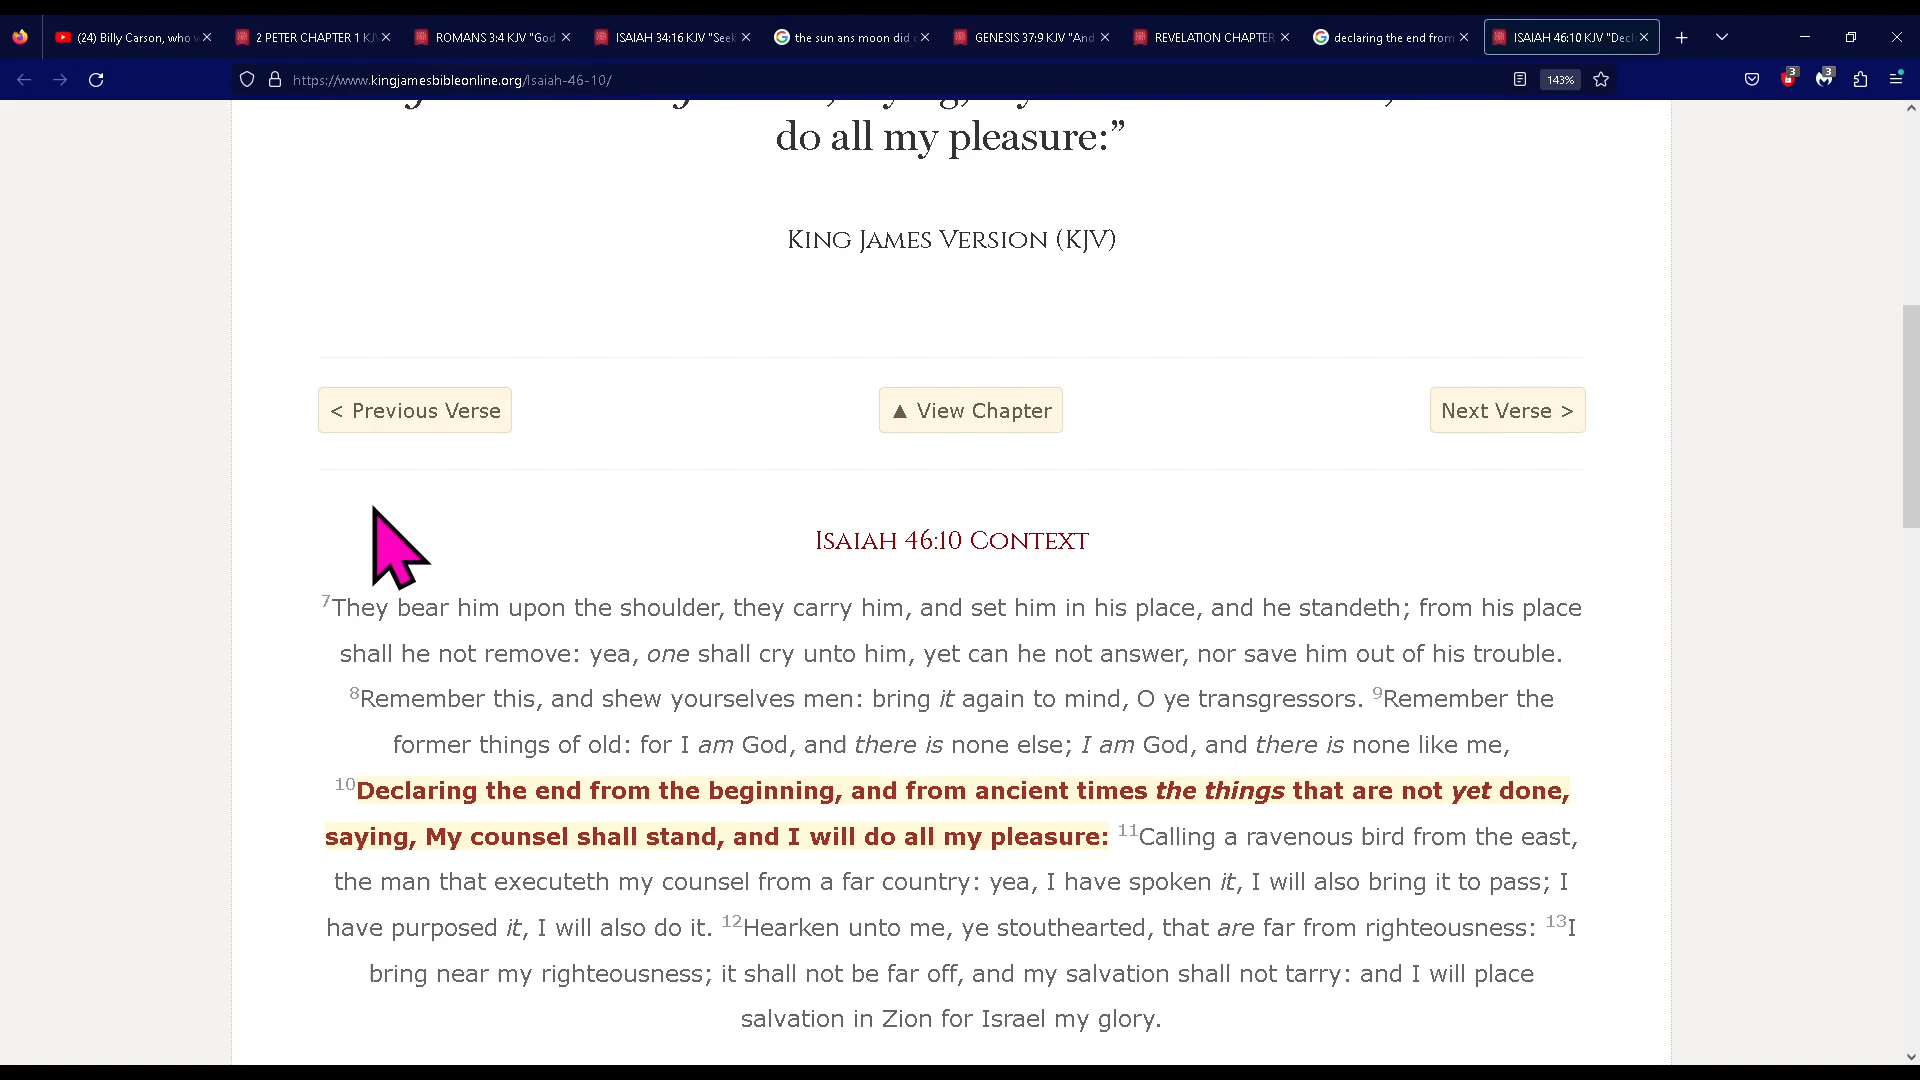 (24) Billy Carson, who w
2 PETER CHAPTER 1 KJ
ROMANS 3:4 KJV "God
ISAIAH 34:16 KJV "Seek
the sun ans moon did
GENESIS 37:9 KJV "And
REVELATION CHAPTER
declaring the end from
ISAIAH 46:10 KJV "Decl
https://www.kingjamesbibleonline.org/Isaiah-46-10/
143%
3
3
do all my pleasure:”
King James Version (KJV)
< Previous Verse
▲ View Chapter
Next Verse >
Isaiah 46:10 Context
7They bear him upon the shoulder, they carry him, and set him in his place, and he standeth; from his place
shall he not remove: yea, one shall cry unto him, yet can he not answer, nor save him out of his trouble.
8Remember this, and shew yourselves men: bring it again to mind, O ye transgressors. 9Remember the
former things of old: for I am God, and there is none else; I am God, and there is none like me,
10Declaring the end from the beginning, and from ancient times the things that are not yet done,
saying, My counsel shall stand, and I will do all my pleasure: 11Calling a ravenous bird from the east,
the man that executeth my counsel from a far country: yea, I have spoken it, I will also bring it to pass; I
have purposed it, I will also do it. 12Hearken unto me, ye stouthearted, that are far from righteousness: 13I
bring near my righteousness; it shall not be far off, and my salvation shall not tarry: and I will place
salvation in Zion for Israel my glory.